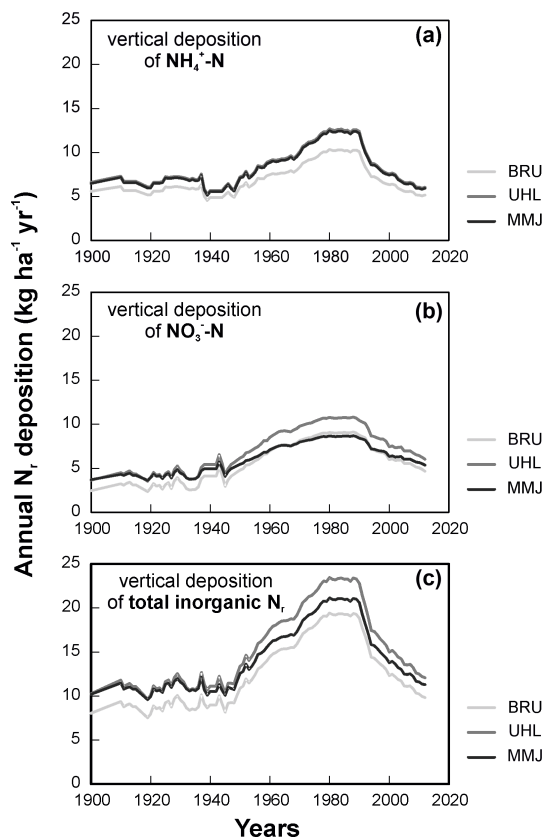 Annual Nr deposition (kg ha-1 yr-1)
vertical deposition
of NH4+-N
(a)
25
20
15
10
5
0
1900 1920 1940 1960 1980 2000 2020
BRU
UHL
MMJ
vertical deposition
of NO3--N
(b)
25
20
15
10
5
0
1900 1920 1940 1960 1980 2000 2020
BRU
UHL
MMJ
vertical deposition
of total inorganic Nr
(c)
25
20
15
10
5
0
1900 1920 1940 1960 1980 2000 2020
BRU
UHL
MMJ
Years